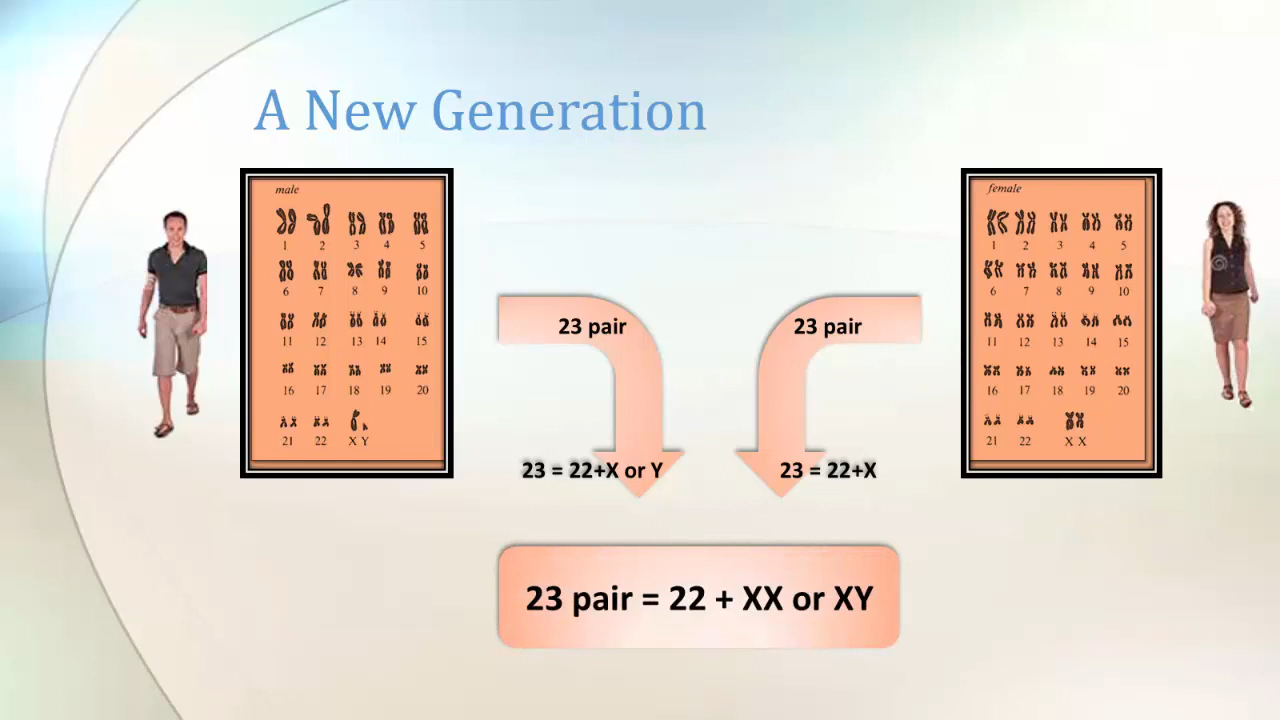 A New Generation
male
1 2 3 4 5
6 7 8 9 10
11 12 13 14 15
16 17 18 19 20
21 22 X Y
23 pair
23 = 22+X or Y
23 pair
23 = 22+X
female
1 2 3 4 5
6 7 8 9 10
11 12 13 14 15
16 17 18 19 20
21 22 X X
23 pair = 22 + XX or XY